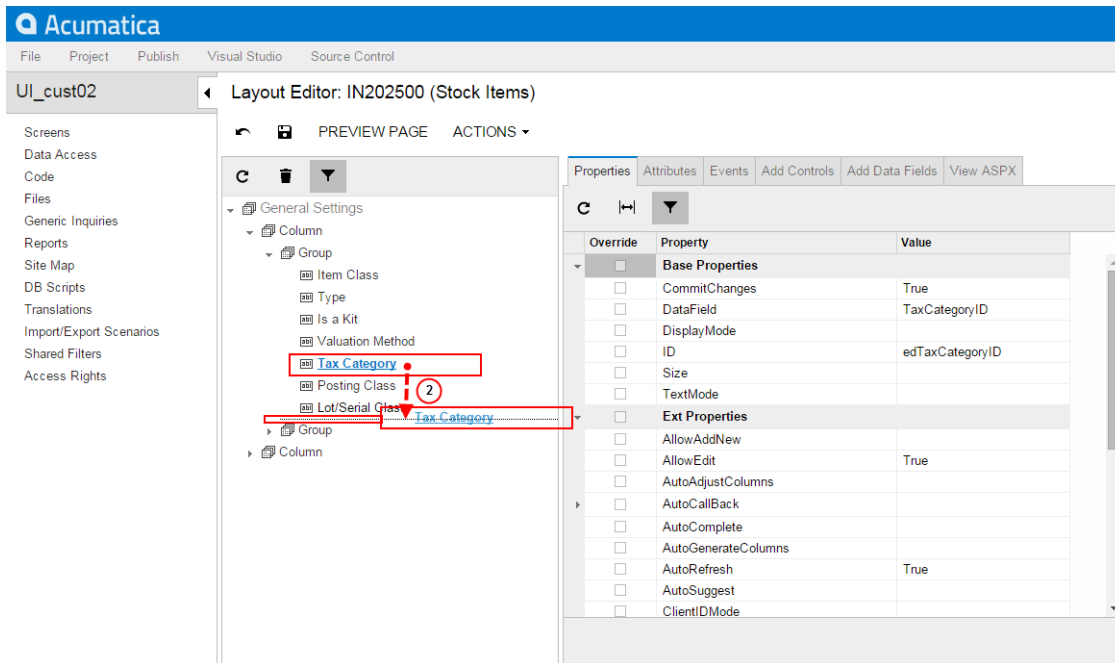 Acumatica
File Project Publish Visual Studio Source Control
UI_cust02
Layout Editor: IN202500 (Stock Items)
Screens
Data Access
Code
Files
Generic Inquiries
Reports
Site Map
DB Scripts
Translations
Import/Export Scenarios
Shared Filters
Access Rights
PREVIEW PAGE ACTIONS
General Settings
Column
Group
Item Class
Type
Is a Kit
Valuation Method
Tax Category
2
Posting Class
Lot/Serial Class
Tax Category
Group
Column
Properties Attributes Events Add Controls Add Data Fields View ASPX
Override Property Value
Base Properties
CommitChanges True
DataField TaxCategoryID
DisplayMode
ID edTaxCategoryID
Size
TextMode
Ext Properties
AllowAddNew
AllowEdit True
AutoAdjustColumns
AutoCallBack
AutoComplete
AutoGenerateColumns
AutoRefresh True
AutoSuggest
ClientIDMode